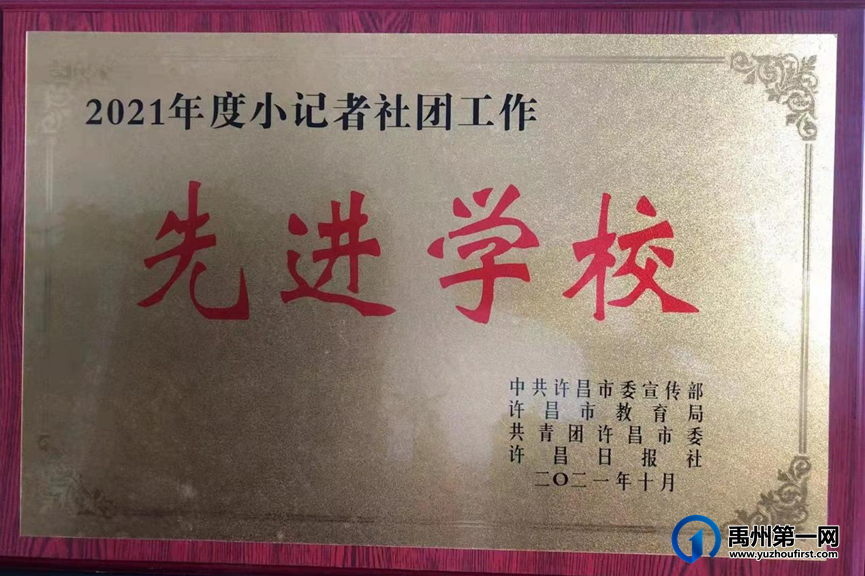 2021年度小记者社团工作
先进学校
中共许昌市委宣传部
许昌市教育局
共青团许昌市委
许昌日报社
二〇二一年十月
禹州第一网
www.yuzhoufirst.com